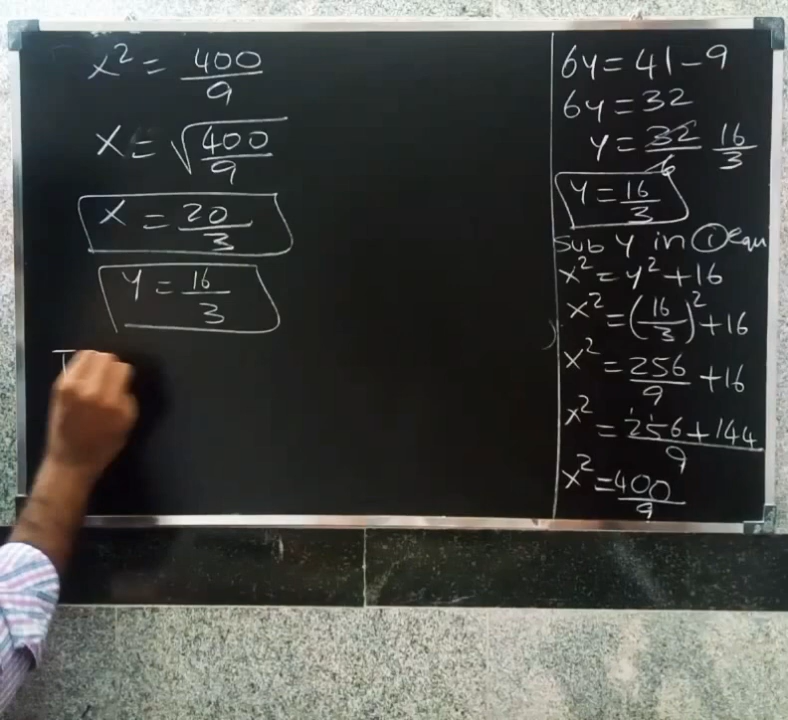 x² = 400/9
x = √400/9
x = 20/3
y = 16/3
T
6y = 41 - 9
6y = 32
y = 32/6 16/3
y = 16/3
Sub y in ① equ
x² = y² + 16
x² = (16/3)² + 16
x² = 256/9 + 16
x² = 256 + 144/9
x² = 400/9